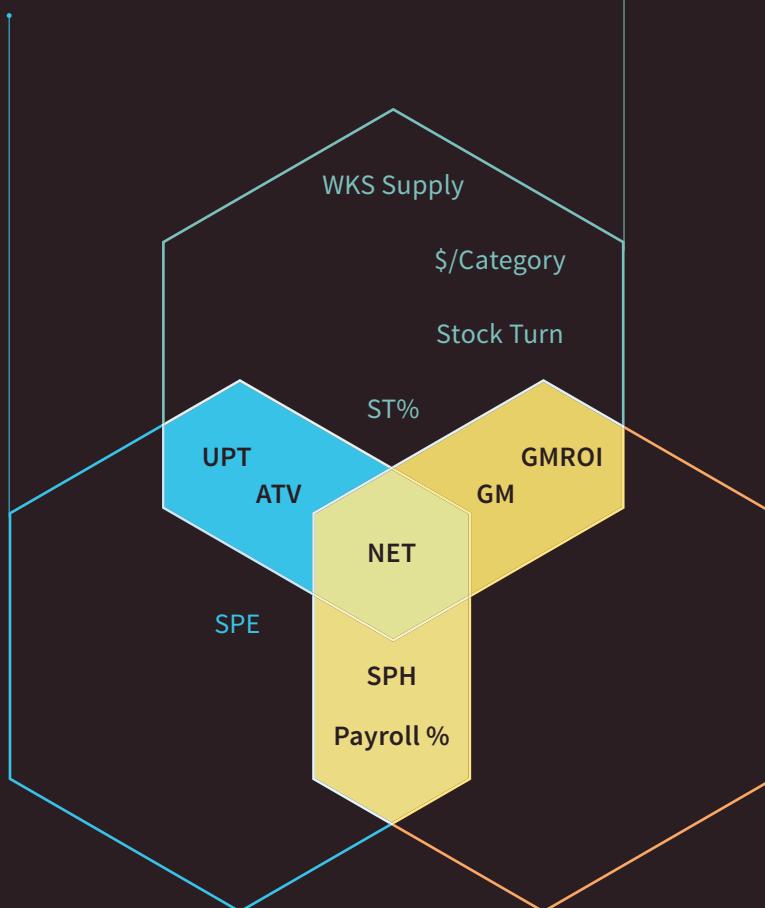 WKS Supply
$/Category
Stock Turn
ST%
UPT
GMROI
ATV
GM
NET
SPE
SPH
Payroll %